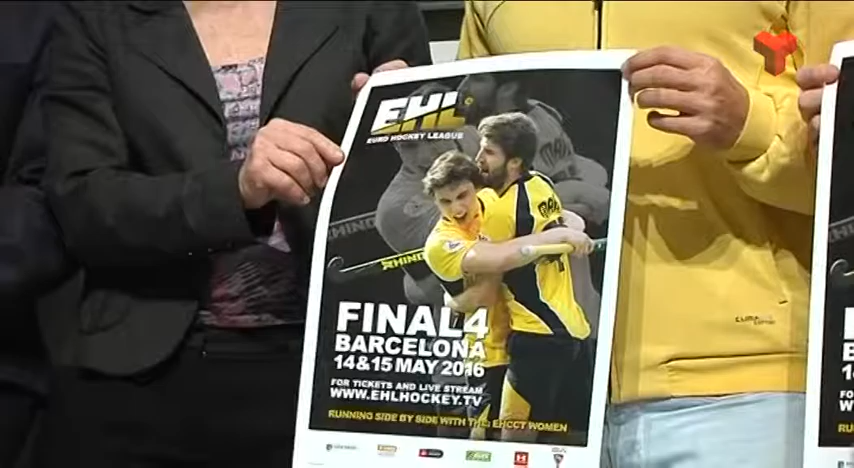 EHL
EURO HOCKEY LEAGUE
RHINO
FINAL4
BARCELONA
14&15 MAY 2016
FOR TICKETS AND LIVE STREAM
WWW.EHLHOCKEY.TV
RUNNING SIDE BY SIDE WITH THE EHCCT WOMEN